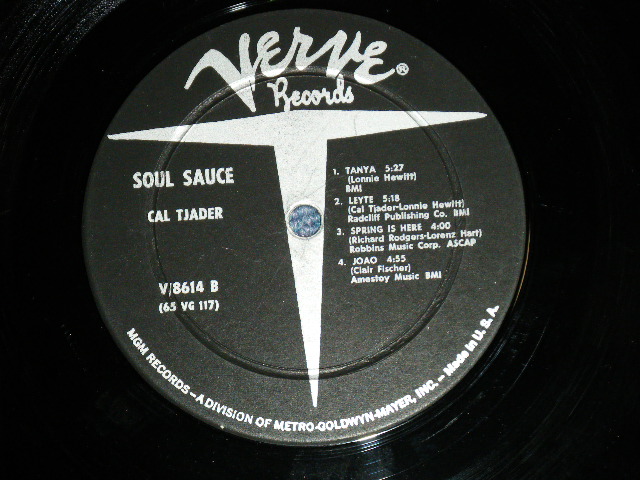 Verve®
Records
SOUL SAUCE
CAL TJADER
V/8614 B
(65 VG 117)
1. TANYA 5:27
(Lonnie Hewitt)
BMI
2. LEYTE 5:18
(Cal Tjader-Lonnie Hewitt)
Radcliff Publishing Co. BMI
3. SPRING IS HERE 4:00
(Richard Rodgers-Lorenz Hart)
Robbins Music Corp. ASCAP
4. JOAO 4:55
(Clair Fischer)
Amestoy Music BMI
MGM RECORDS—A DIVISION OF METRO-GOLDWYN-MAYER, INC.—Made in U. S. A.